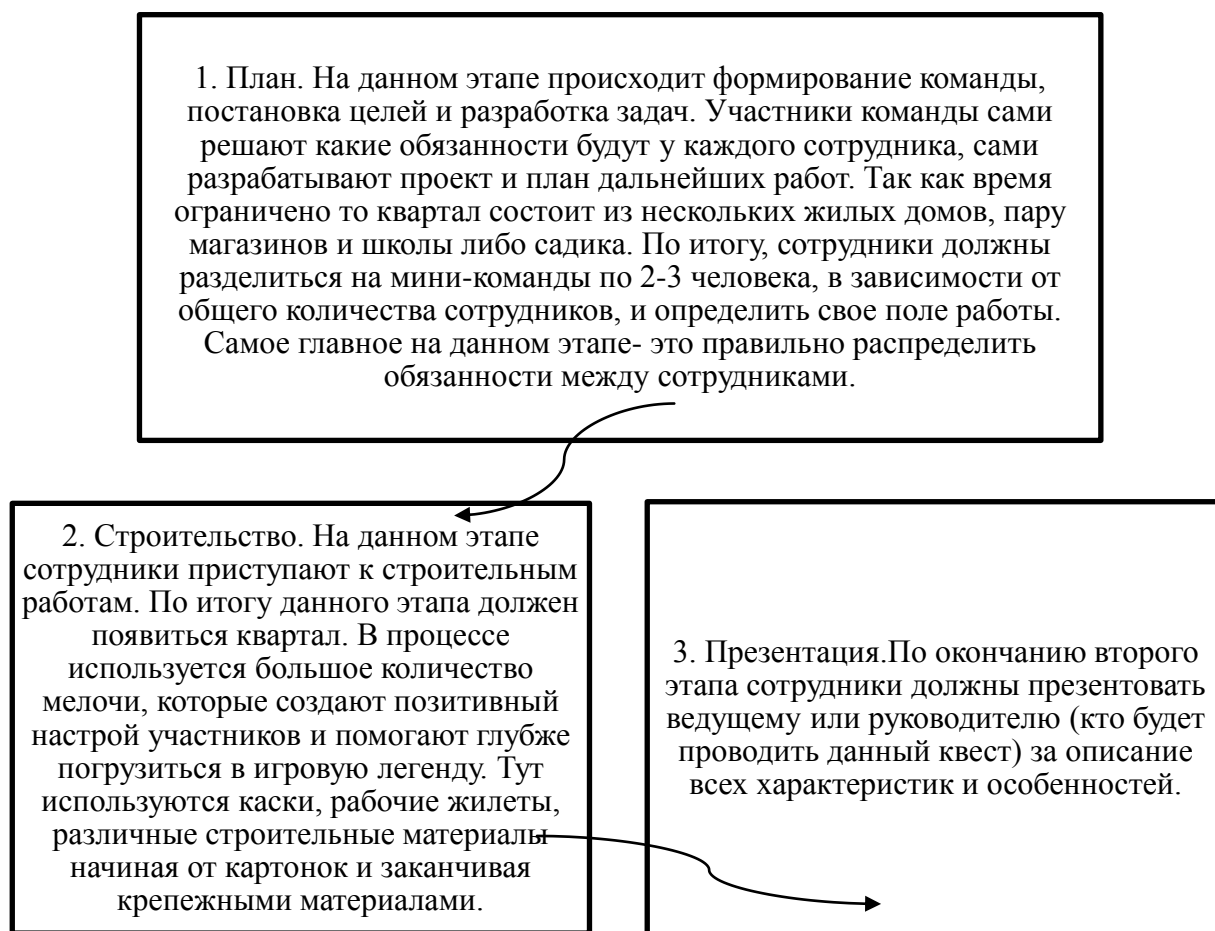 1. План. На данном этапе происходит формирование команды,
постановка целей и разработка задач. Участники команды сами
решают какие обязанности будут у каждого сотрудника, сами
разрабатывают проект и план дальнейших работ. Так как время
ограничено то квартал состоит из нескольких жилых домов, пару
магазинов и школы либо садика. По итогу, сотрудники должны
разделиться на мини-команды по 2-3 человека, в зависимости от
общего количества сотрудников, и определить свое поле работы.
Самое главное на данном этапе- это правильно распределить
обязанности между сотрудниками.
2. Строительство. На данном этапе
сотрудники приступают к строительным
работам. По итогу данного этапа должен
появиться квартал. В процессе
используется большое количество
мелочи, которые создают позитивный
настрой участников и помогают глубже
погрузиться в игровую легенду. Тут
используются каски, рабочие жилеты,
различные строительные материалы
начиная от картонок и заканчивая
крепежными материалами.
3. Презентация.По окончанию второго
этапа сотрудники должны презентовать
ведущему или руководителю (кто будет
проводить данный квест) за описание
всех характеристик и особенностей.